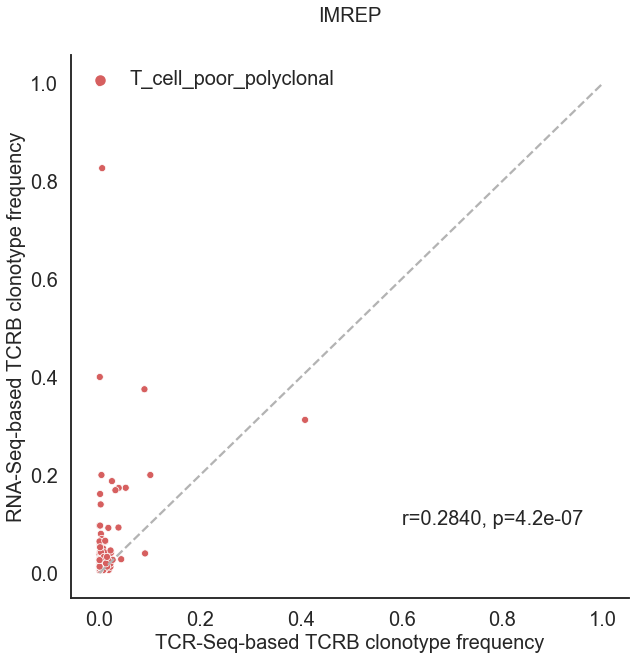 IMREP
T_cell_poor_polyclonal
1.0
0.8
0.6
0.4
0.2
0.0
RNA-Seq-based TCRB clonotype frequency
r=0.2840, p=4.2e-07
0.0 0.2 0.4 0.6 0.8 1.0
TCR-Seq-based TCRB clonotype frequency